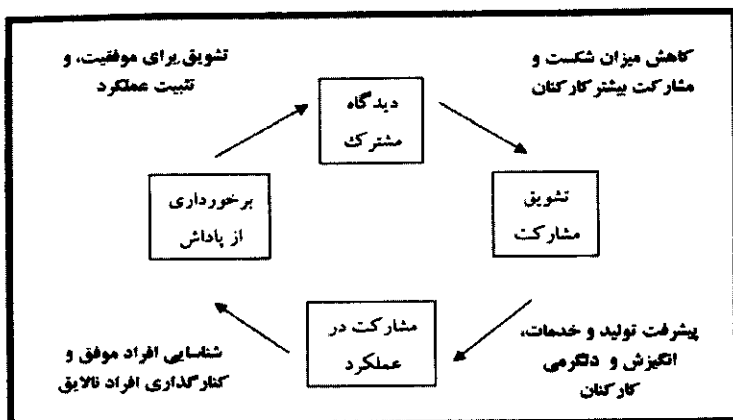 کاهش میزان شکست و
مشارکت بیشتر کارکنان
تشویق برای موفقیت، و
تثبیت عملکرد
دیدگاه
مشترک
تشویق
مشارکت
برخورداری
از پاداش
مشارکت در
عملکرد
پیشرفت تولید و خدمات،
انگیزش و دلگرمی
کارکنان
شناسایی افراد موفق و
کنارگذاری افراد نالایق